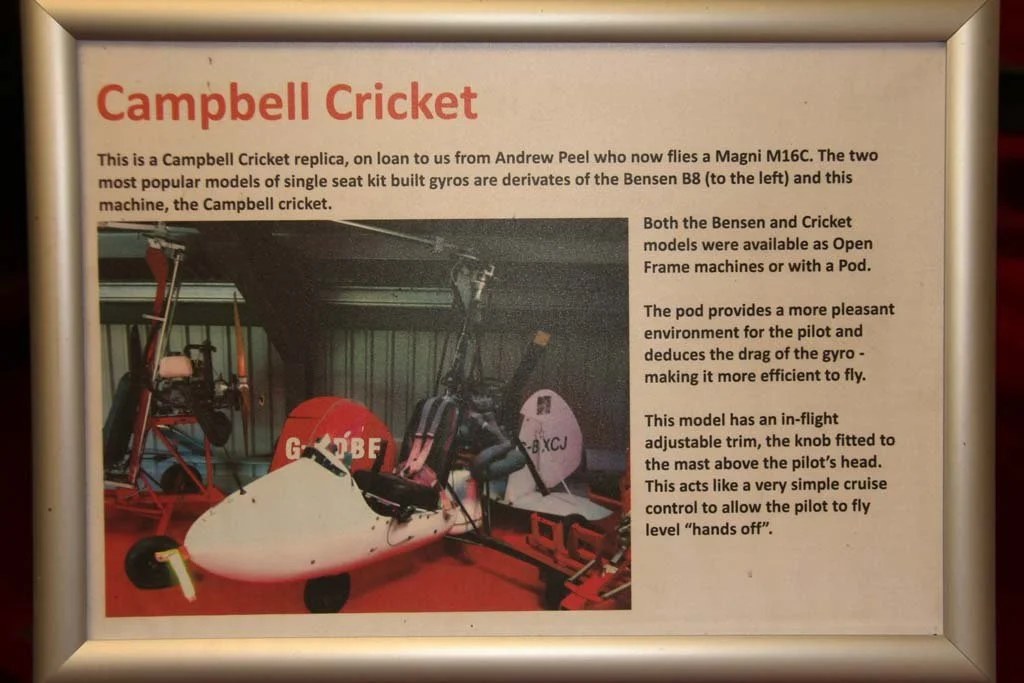 Campbell Cricket
This is a Campbell Cricket replica, on loan to us from Andrew Peel who now flies a Magni M16C. The two
most popular models of single seat kit built gyros are derivates of the Bensen B8 (to the left) and this
machine, the Campbell cricket.
Both the Bensen and Cricket
models were available as Open
Frame machines or with a Pod.
The pod provides a more pleasant
environment for the pilot and
deduces the drag of the gyro -
making it more efficient to fly.
This model has an in-flight
adjustable trim, the knob fitted to
the mast above the pilot's head.
This acts like a very simple cruise
control to allow the pilot to fly
level “hands off”.